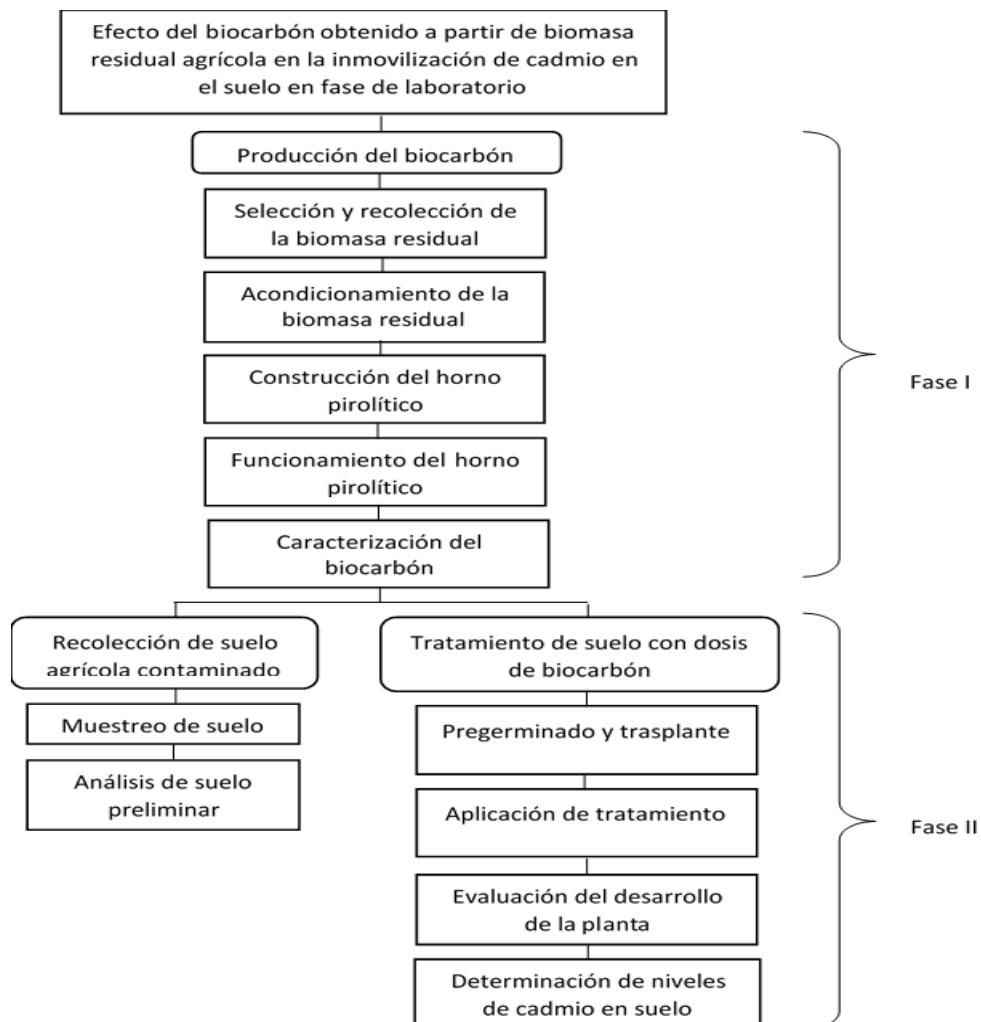 Efecto del biocarbón obtenido a partir de biomasa
residual agrícola en la inmovilización de cadmio en
el suelo en fase de laboratorio
Producción del biocarbón
Selección y recolección de
la biomasa residual
Acondicionamiento de la
biomasa residual
Construcción del horno
pirolítico
Funcionamiento del horno
pirolítico
Caracterización del
biocarbón
Fase I
Recolección de suelo
agrícola contaminado
Muestreo de suelo
Análisis de suelo
preliminar
Tratamiento de suelo con dosis
de biocarbón
Pregerminado y trasplante
Aplicación de tratamiento
Evaluación del desarrollo
de la planta
Determinación de niveles
de cadmio en suelo
Fase II